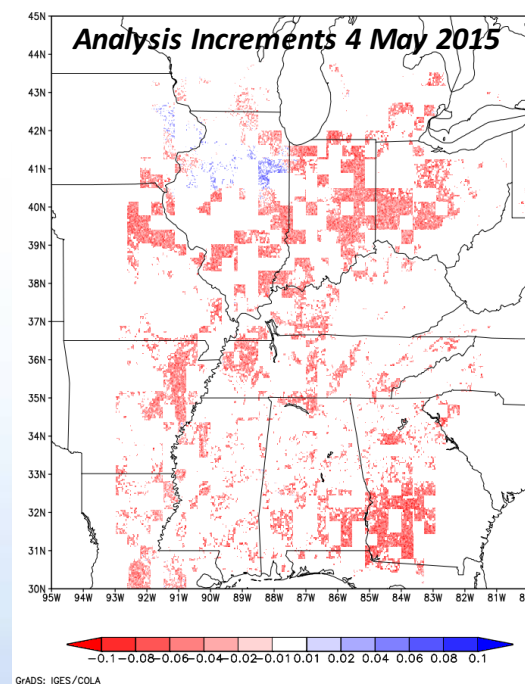 Analysis Increments 4 May 2015
45N
44N
43N
42N
41N
40N
39N
38N
37N
36N
35N
34N
33N
32N
31N
30N
95W 94W 93W 92W 91W 90W 89W 88W 87W 86W 85W 84W 83W 82W 81W
-0.1 -0.08 -0.06 -0.04 -0.02 -0.01 0.01 0.02 0.04 0.06 0.08 0.1
GrADS: IGES/COLA